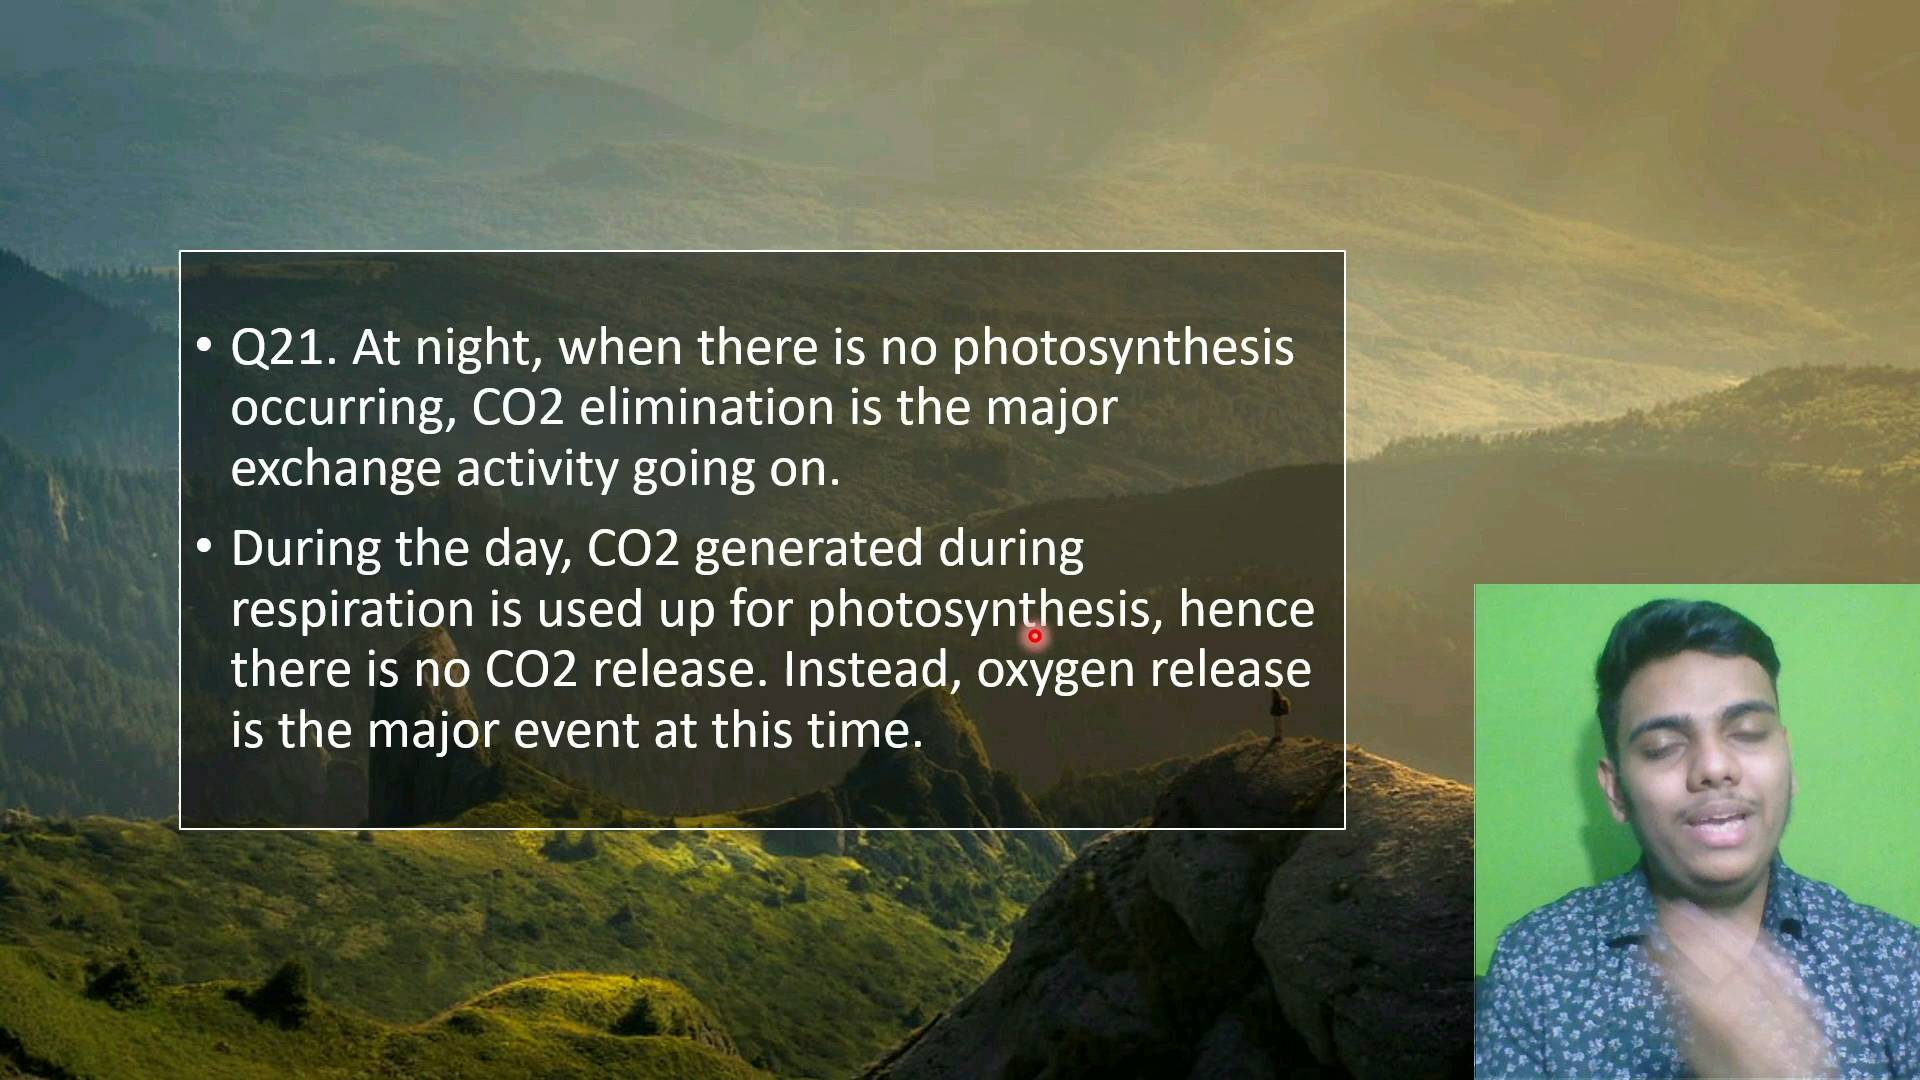 • Q21. At night, when there is no photosynthesis
occurring, CO2 elimination is the major
exchange activity going on.
• During the day, CO2 generated during
respiration is used up for photosynthesis, hence
there is no CO2 release. Instead, oxygen release
is the major event at this time.